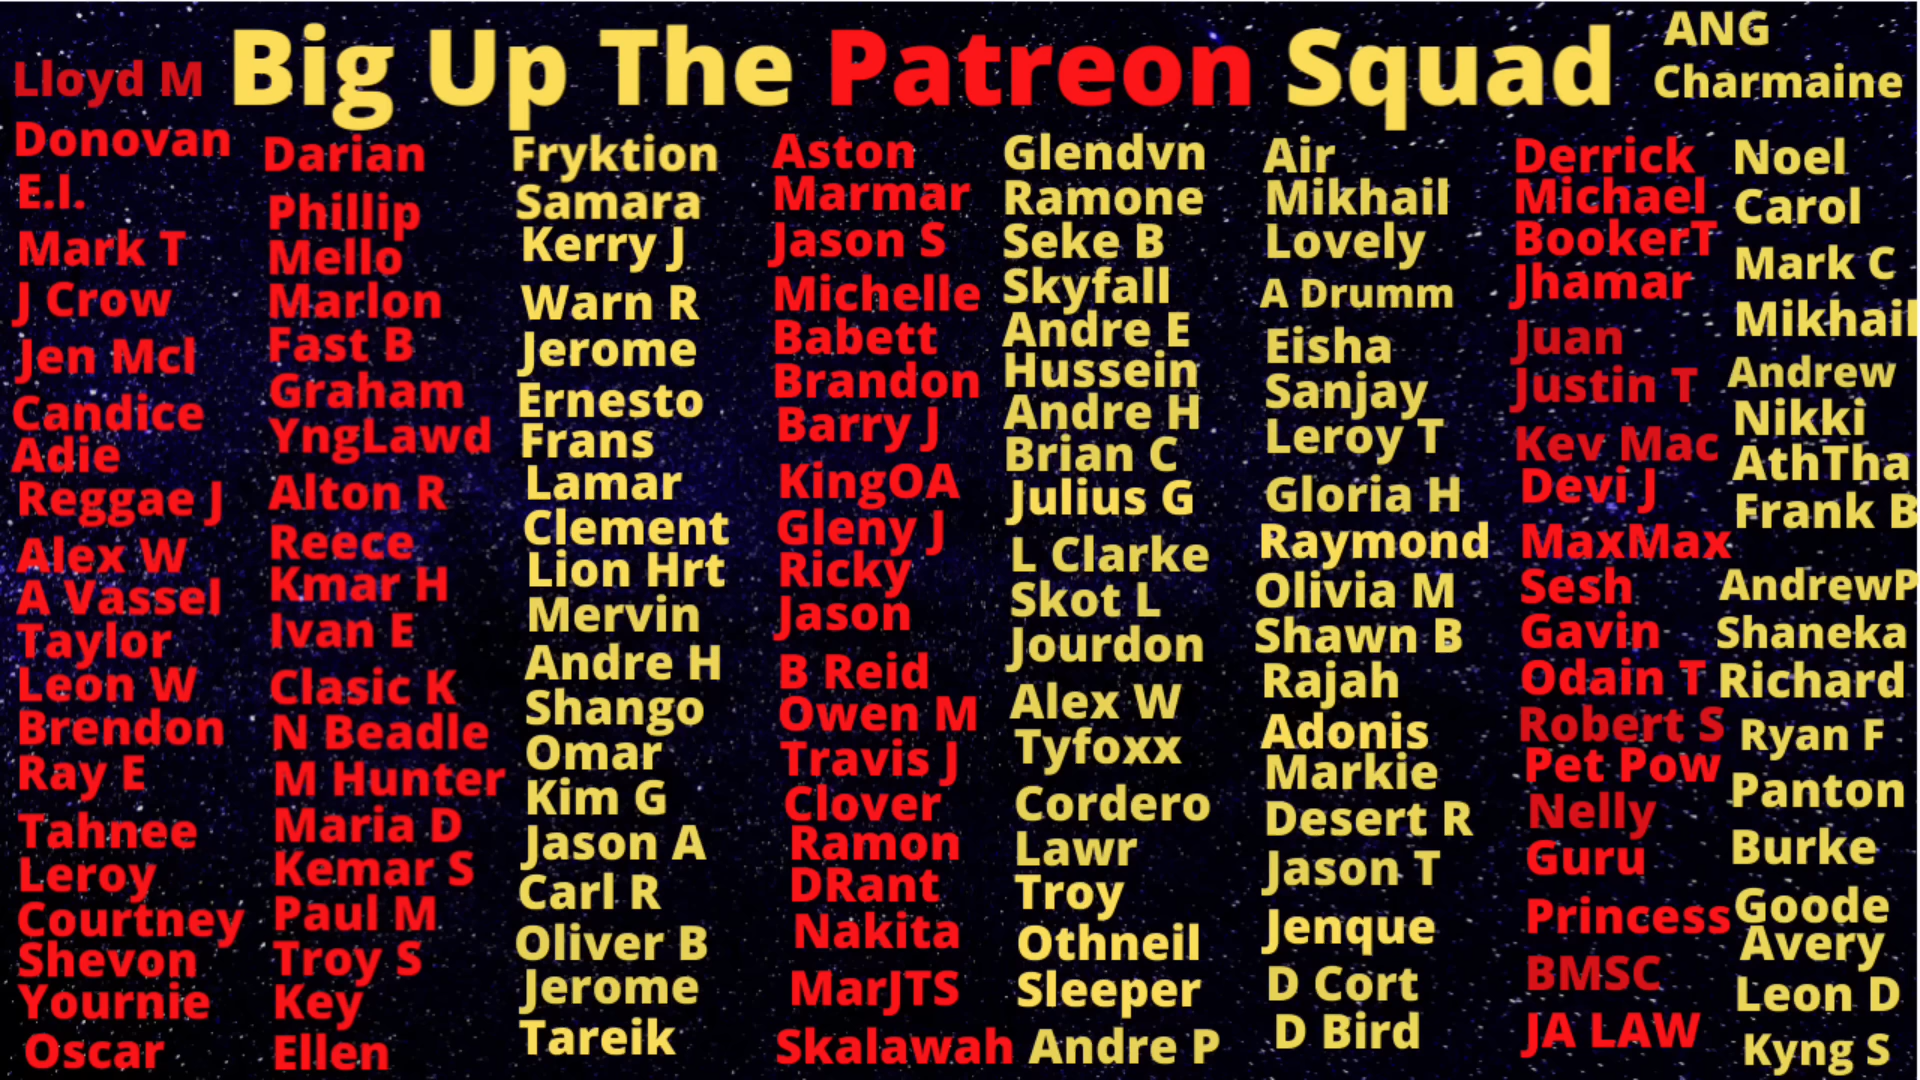 Big Up The Patreon Squad
ANG
Charmaine
Lloyd M
Donovan
E.I.
Mark T
J Crow
Jen Mcl
Candice
Adie
Reggae J
Alex W
A Vassel
Taylor
Leon W
Brendon
Ray E
Tahnee
Leroy
Courtney
Shevon
Yournie
Oscar
Darian
Phillip
Mello
Marlon
Fast B
Graham
YngLawd
Alton R
Reece
Kmar H
Ivan E
Clasic K
N Beadle
M Hunter
Maria D
Kemar S
Paul M
Troy S
Key
Ellen
Fryktion
Samara
Kerry J
Warn R
Jerome
Ernesto
Frans
Lamar
Clement
Lion Hrt
Mervin
Andre H
Shango
Omar
Kim G
Jason A
Carl R
Oliver B
Jerome
Tareik
Aston
Marmar
Jason S
Michelle
Babett
Brandon
Barry J
KingOA
Gleny J
Ricky
Jason
B Reid
Owen M
Travis J
Clover
Ramon
DRant
Nakita
MarJTS
Skalawah
Glendvn
Ramone
Seke B
Skyfall
Andre E
Hussein
Andre H
Brian C
Julius G
L Clarke
Skot L
Jourdon
Alex W
Tyfoxx
Cordero
Lawr
Troy
Othneil
Sleeper
Andre P
Air
Mikhail
Lovely
A Drumm
Eisha
Sanjay
Leroy T
Gloria H
Raymond
Olivia M
Shawn B
Rajah
Adonis
Markie
Desert R
Jason T
Jenque
D Cort
D Bird
Derrick
Michael
BookerT
Jhamar
Juan
Justin T
Kev Mac
Devi J
MaxMax
Sesh
Gavin
Odain T
Robert S
Pet Pow
Nelly
Guru
Princess
BMSC
JA LAW
Noel
Carol
Mark C
Mikhail
Andrew
Nikki
AthTha
Frank B
AndrewP
Shaneka
Richard
Ryan F
Panton
Burke
Goode
Avery
Leon D
Kyng S